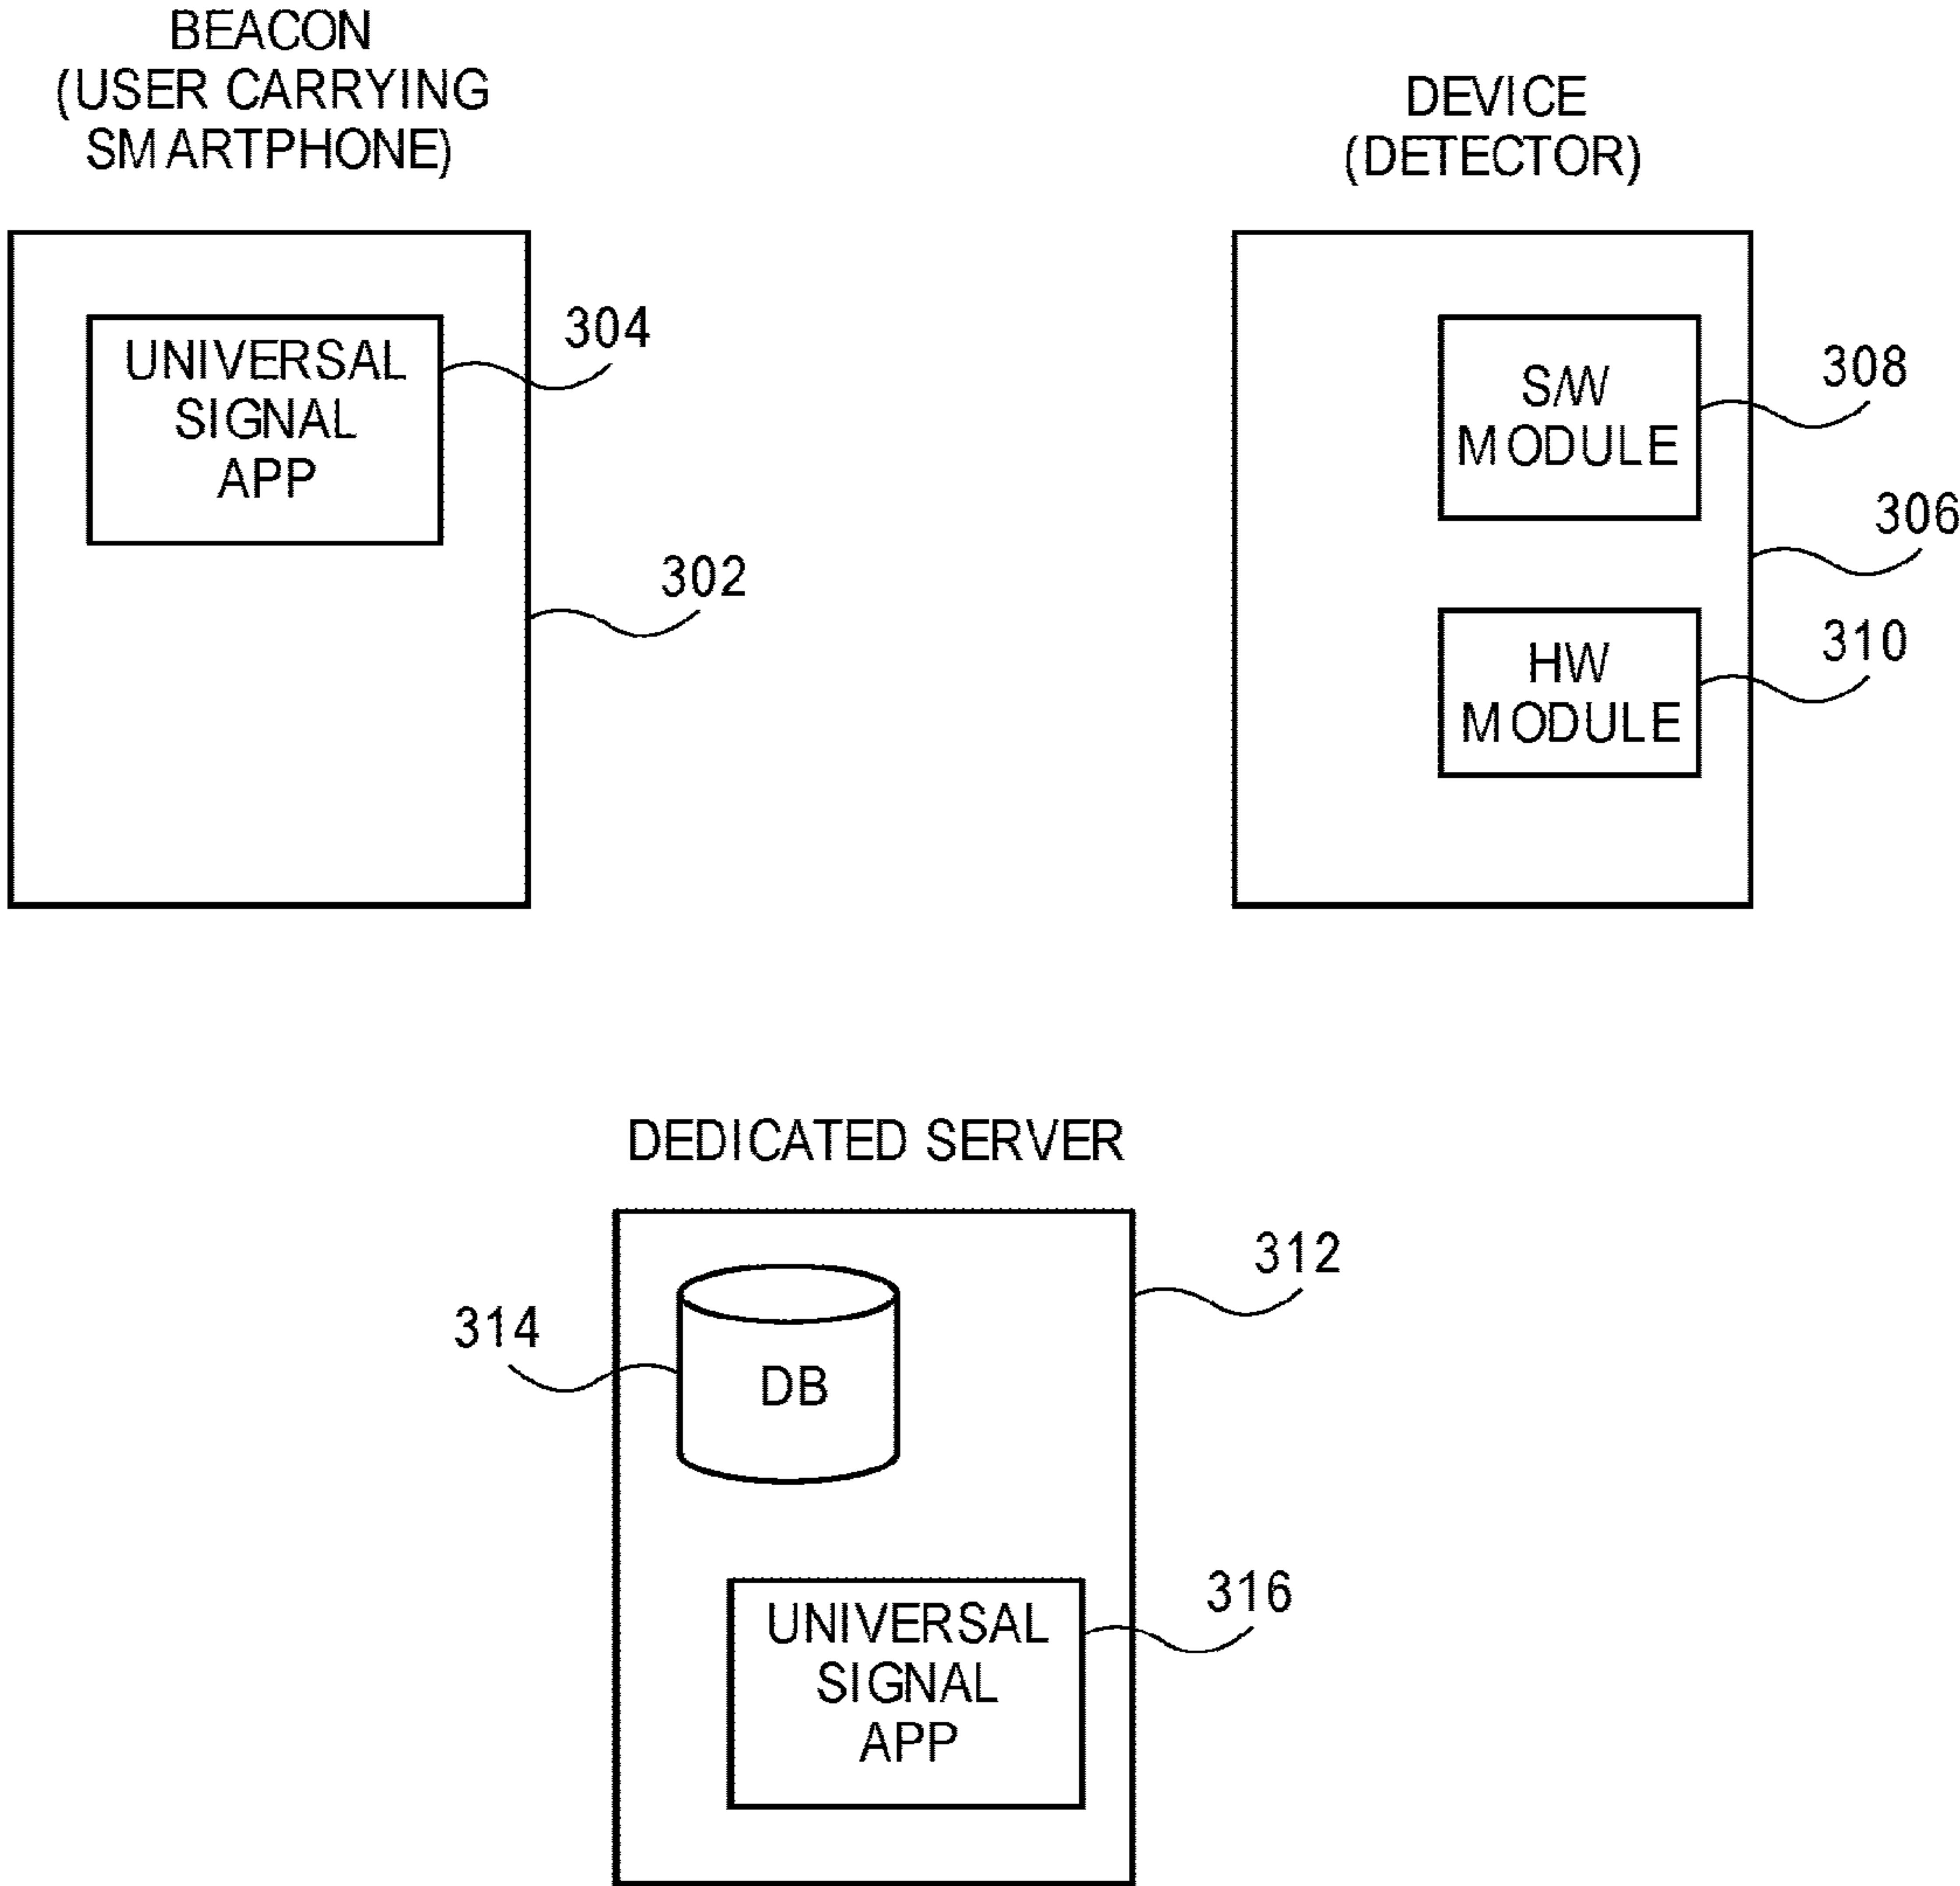 BEACON
(USER CARRYING
SMARTPHONE)
UNIVERSAL
SIGNAL
APP
304
302
DEVICE
(DETECTOR)
S/W
MODULE
308
306
HW
MODULE
310
DEDICATED SERVER
312
314
DB
UNIVERSAL
SIGNAL
APP
316